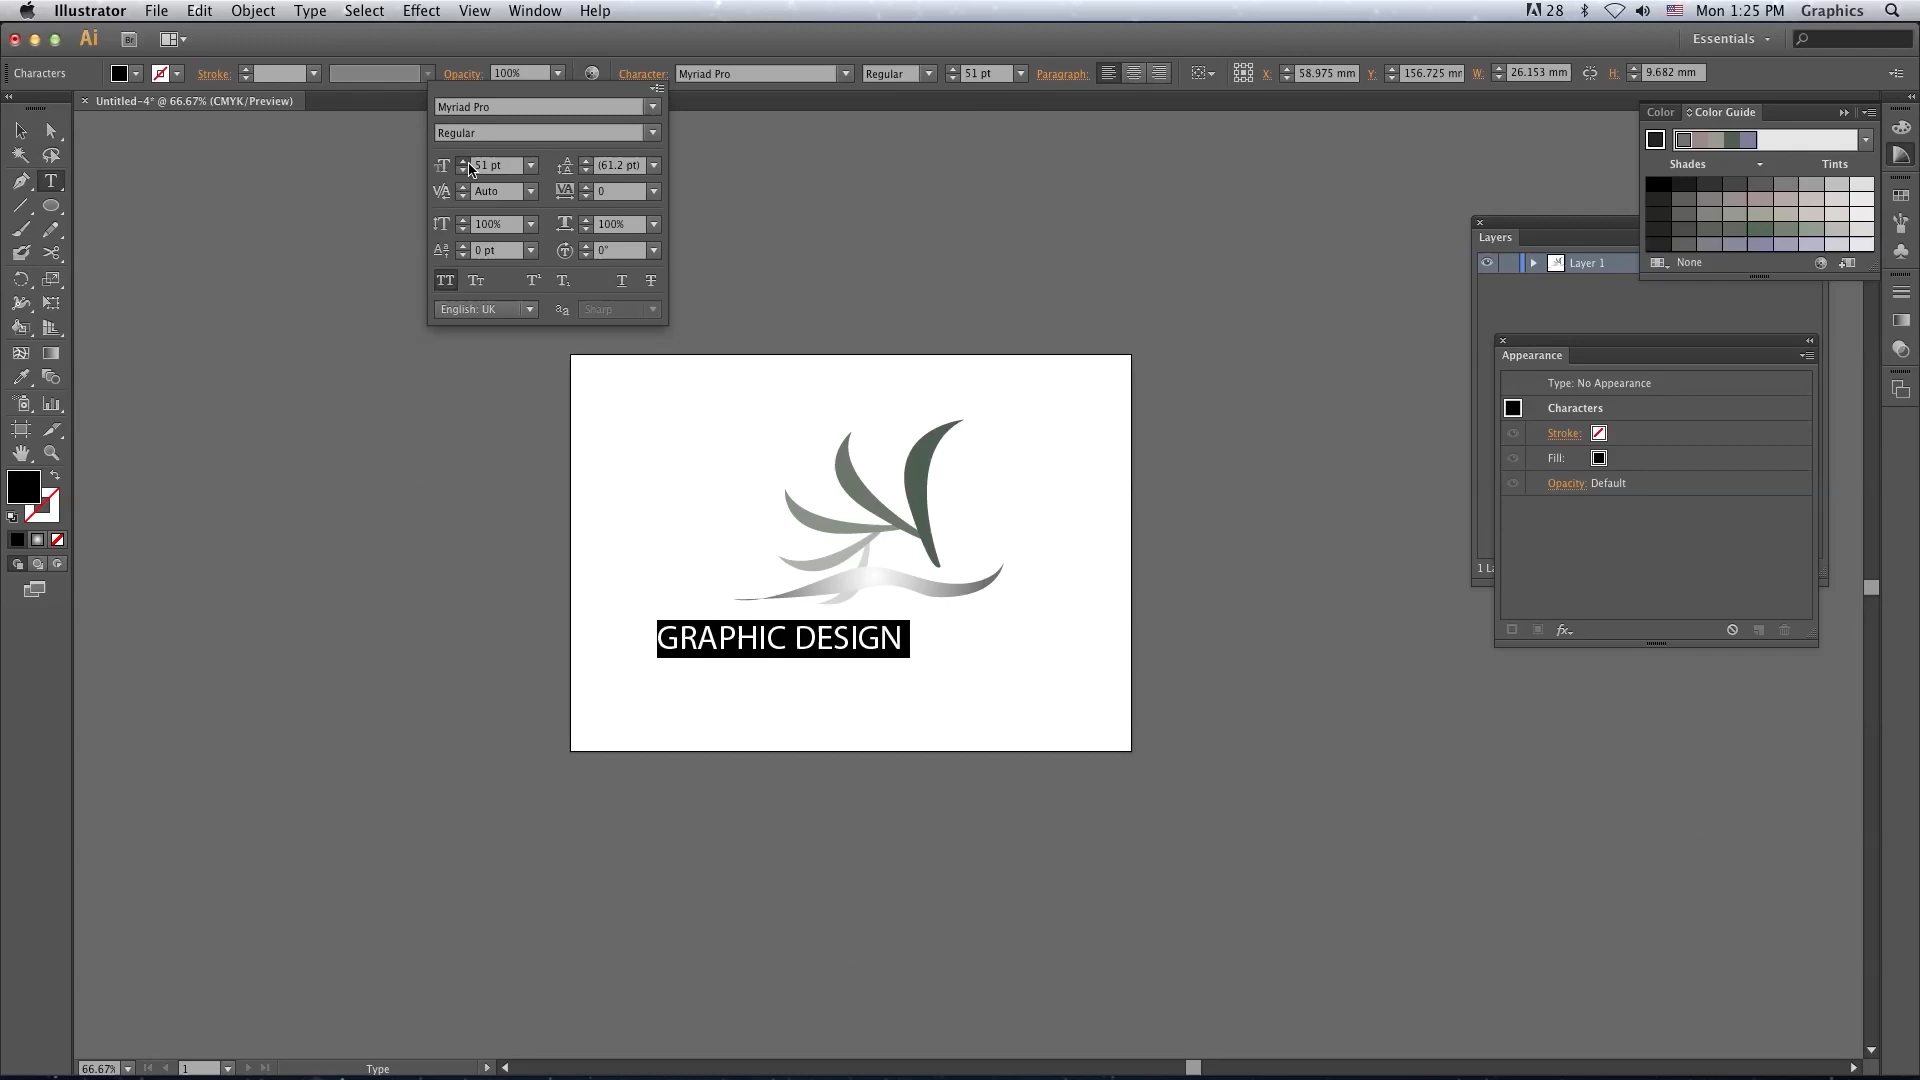 Illustrator File Edit Object Type Select Effect View Window Help 28 Mon 1:25 PM Graphics
Ai Br Essentials
Characters Stroke: Opacity: 100% Character: Myriad Pro Regular 51 pt Paragraph: X: 58.975 mm Y: 156.725 mm W: 26.153 mm H: 9.682 mm
Untitled-4* @ 66.67% (CMYK/Preview)
Myriad Pro
Regular
51 pt (61.2 pt)
Auto 0
100% 100%
0 pt 0°
English: UK Sharp
Color Color Guide
Shades Tints
None
Layers
Layer 1
Appearance
Type: No Appearance
Characters
Stroke:
Fill:
Opacity: Default
GRAPHIC DESIGN
66.67% 1 Type